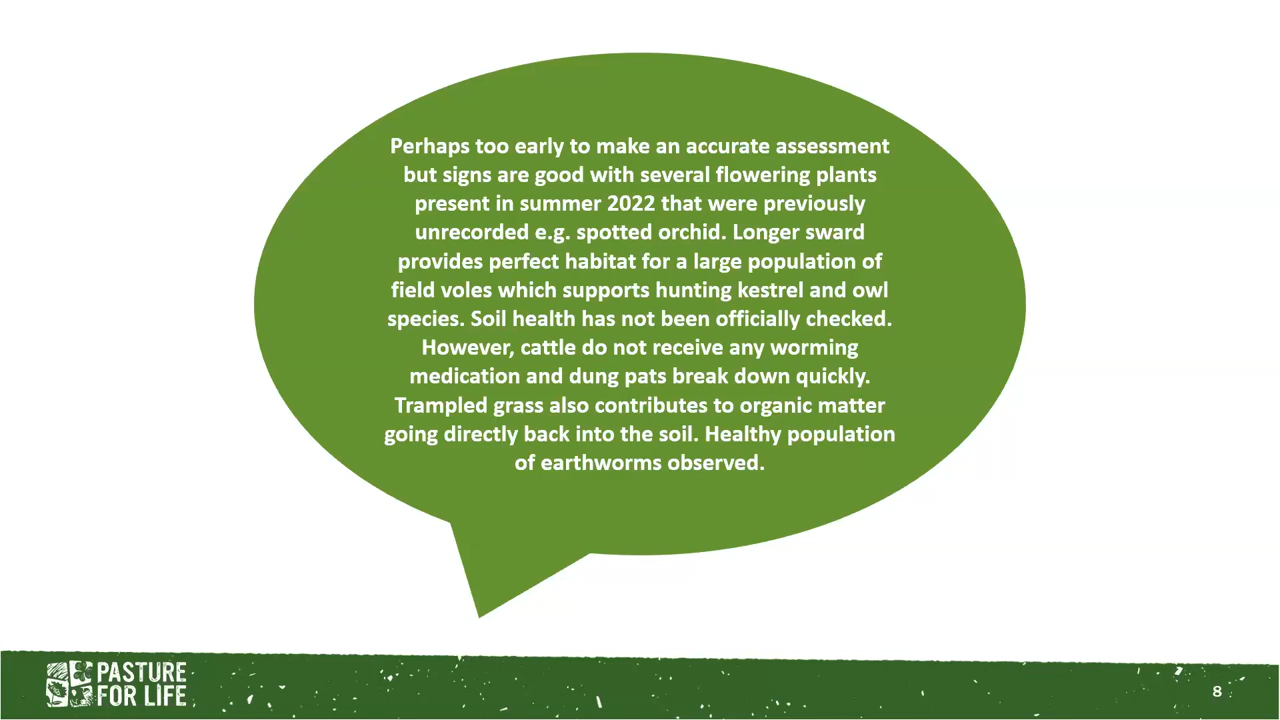 Perhaps too early to make an accurate assessment
but signs are good with several flowering plants
present in summer 2022 that were previously
unrecorded e.g. spotted orchid. Longer sward
provides perfect habitat for a large population of
field voles which supports hunting kestrel and owl
species. Soil health has not been officially checked.
However, cattle do not receive any worming
medication and dung pats break down quickly.
Trampled grass also contributes to organic matter
going directly back into the soil. Healthy population
of earthworms observed.
PASTURE
FOR LIFE
8